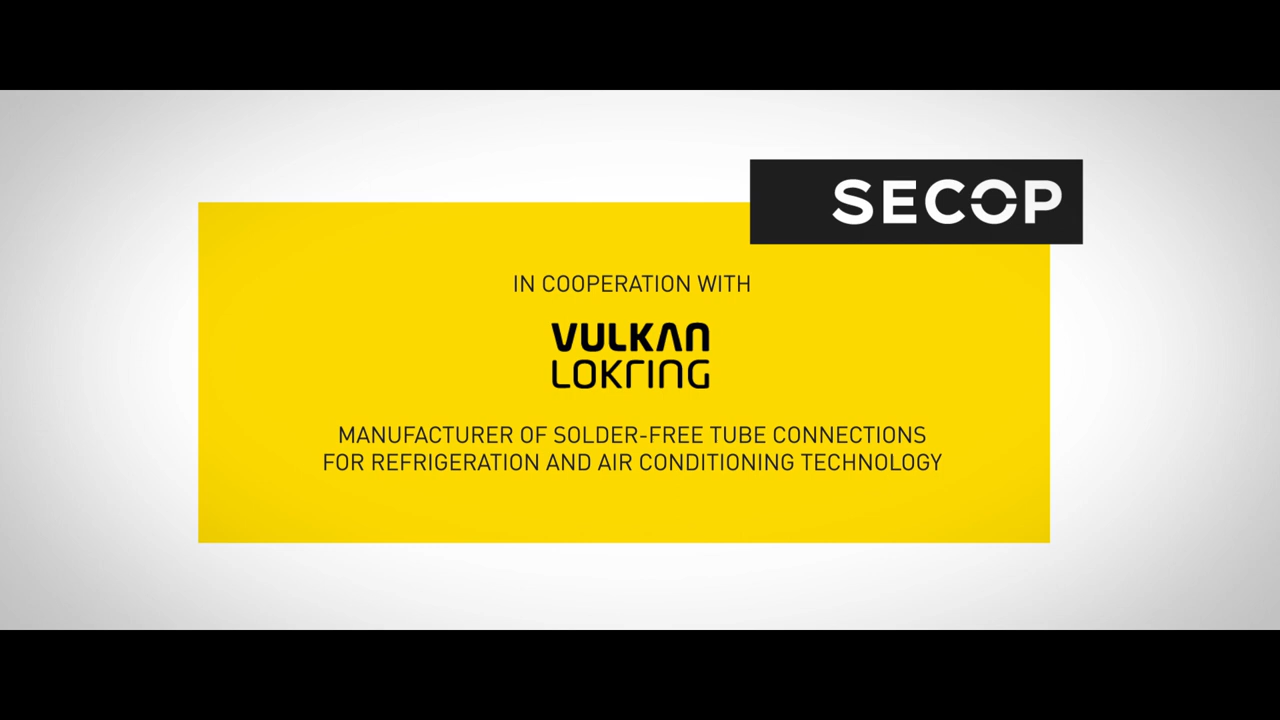 SECOP
IN COOPERATION WITH
VULKAN
LOKRING
MANUFACTURER OF SOLDER-FREE TUBE CONNECTIONS
FOR REFRIGERATION AND AIR CONDITIONING TECHNOLOGY